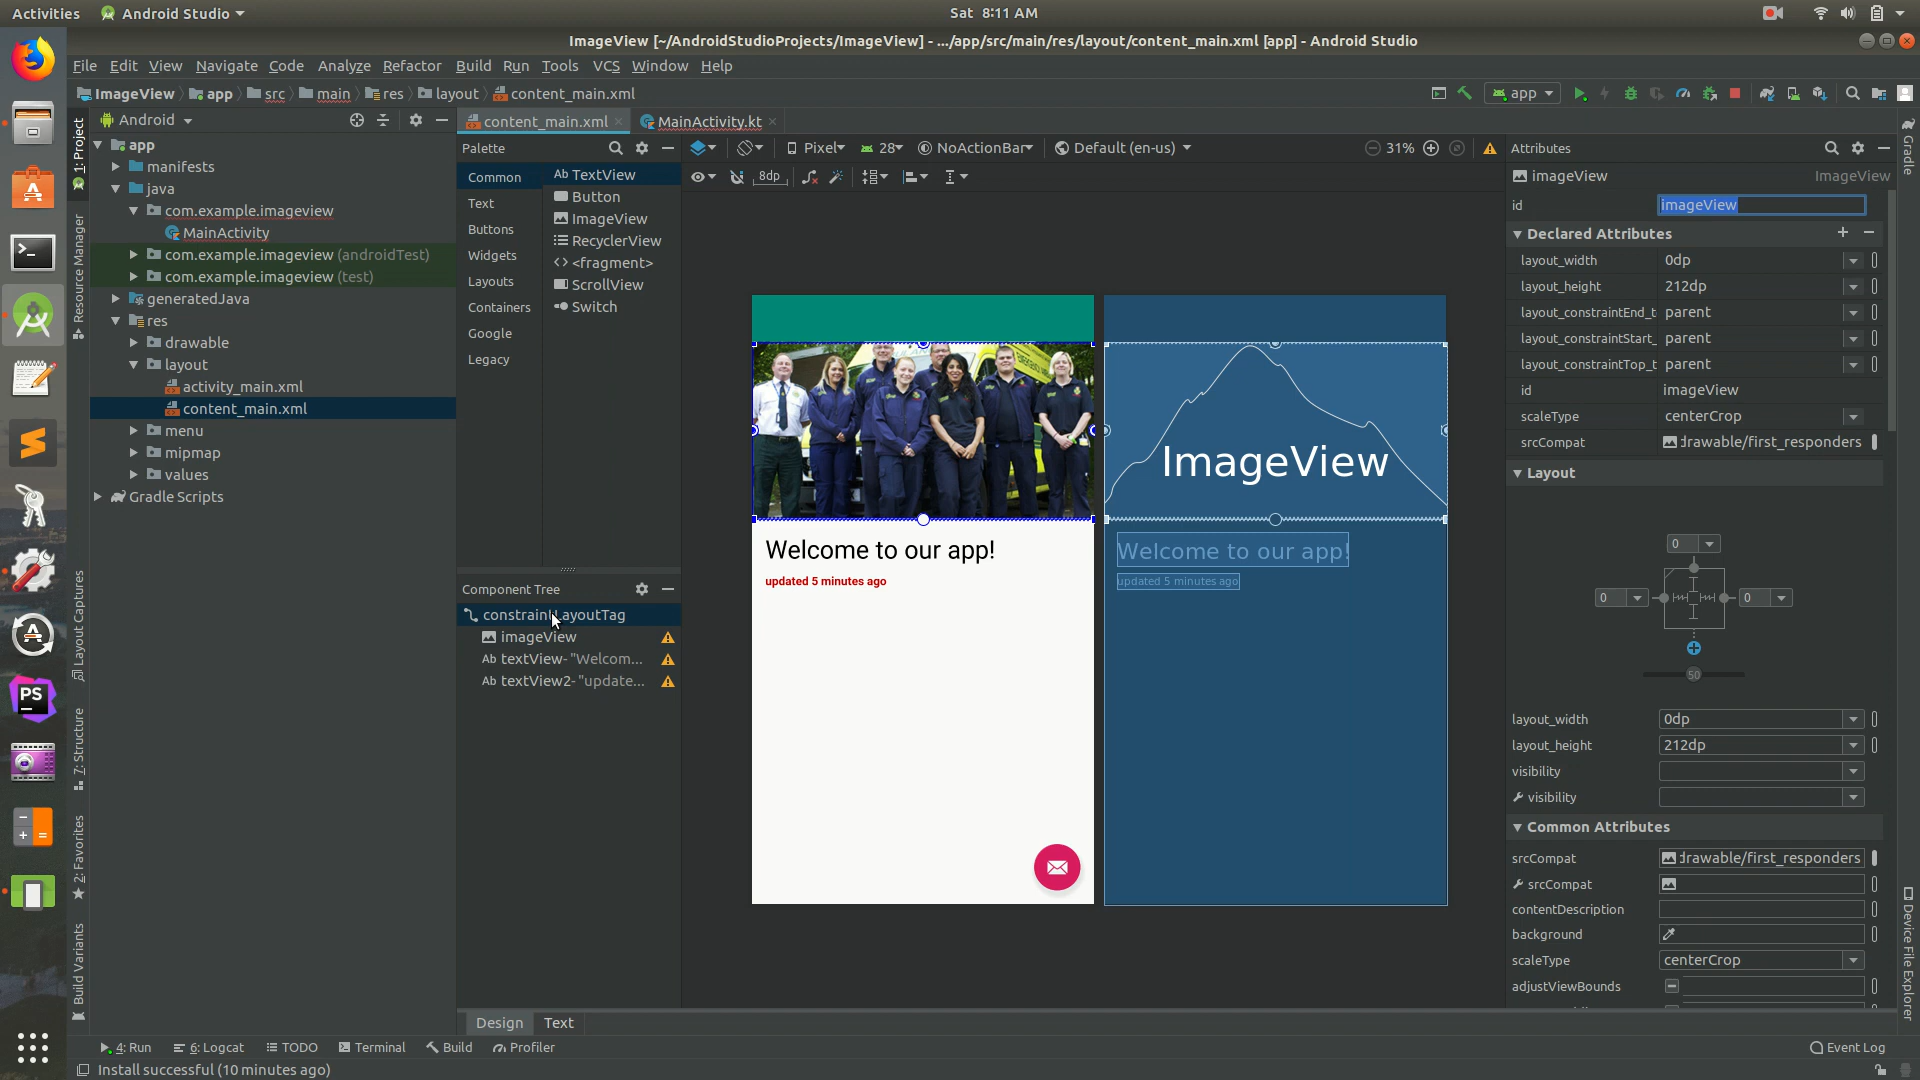 Activities
Android Studio
Sat 8:11 AM
ImageView [~/AndroidStudioProjects/ImageView] - .../app/src/main/res/layout/content_main.xml [app] - Android Studio
File Edit View Navigate Code Analyze Refactor Build Run Tools VCS Window Help
ImageView app src main res layout content_main.xml
app
1: Project
Resource Manager
Layout Captures
7: Structure
2: Favorites
Build Variants
Android
app
manifests
java
com.example.imageview
MainActivity
com.example.imageview (androidTest)
com.example.imageview (test)
generatedJava
res
drawable
layout
activity_main.xml
content_main.xml
menu
mipmap
values
Gradle Scripts
content_main.xml
MainActivity.kt
Palette
Common
Text
Buttons
Widgets
Layouts
Containers
Google
Legacy
Ab TextView
Button
ImageView
RecyclerView
<fragment>
ScrollView
Switch
Component Tree
imageView
Ab textView- "Welcom...
Ab textView2- "update...
Pixel
28
NoActionBar
Default (en-us)
31%
8dp
Welcome to our app!
updated 5 minutes ago
ImageView
Welcome to our app!
updated 5 minutes ago
Attributes
imageView ImageView
id imageView
Declared Attributes
layout_width 0dp
layout_height 212dp
layout_constraintEnd_t parent
layout_constraintStart_ parent
layout_constraintTop_t parent
id imageView
scaleType centerCrop
srcCompat drawable/first_responders
Layout
0
0
0
50
layout_width 0dp
layout_height 212dp
visibility
visibility
Common Attributes
srcCompat drawable/first_responders
srcCompat
contentDescription
background
scaleType centerCrop
adjustViewBounds
Gradle
Device File Explorer
Design Text
4: Run 6: Logcat TODO Terminal Build Profiler
Event Log
Install successful (10 minutes ago)
PS